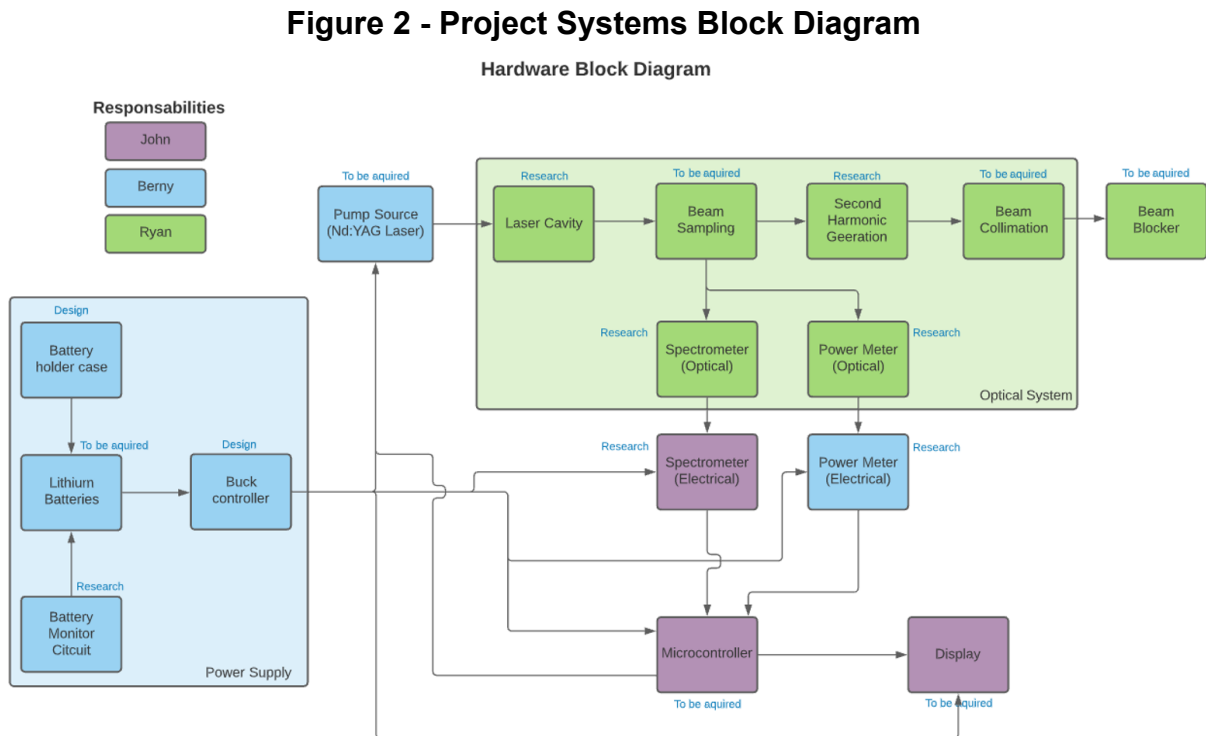 Figure 2 - Project Systems Block Diagram
Hardware Block Diagram
Responsabilities
John
Berny
Ryan
To be aquired
Pump Source
(Nd:YAG Laser)
Research
Laser Cavity
To be aquired
Beam
Sampling
Research
Second
Harmonic
Geeration
To be aquired
Beam
Collimation
To be aquired
Beam
Blocker
Research
Spectrometer
(Optical)
Power Meter
(Optical)
Research
Optical System
Design
Battery
holder case
To be aquired
Lithium
Batteries
Design
Buck
controller
Research
Battery
Monitor
Citcuit
Power Supply
Research
Spectrometer
(Electrical)
Power Meter
(Electrical)
Research
Microcontroller
To be aquired
Display
To be aquired